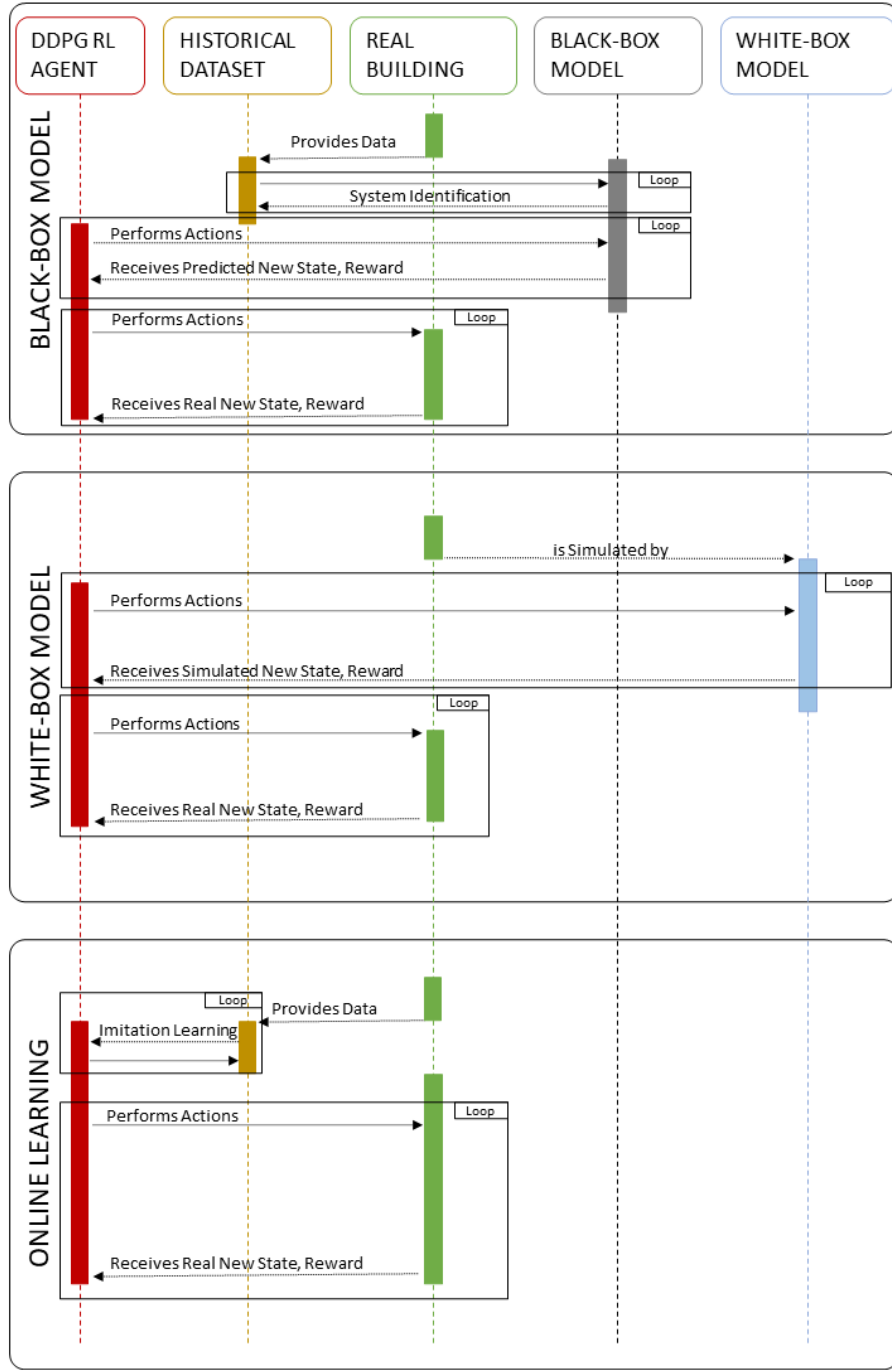 DDPG RL
AGENT
HISTORICAL
DATASET
REAL
BUILDING
BLACK-BOX
MODEL
WHITE-BOX
MODEL
BLACK-BOX MODEL
Provides Data
Loop
System Identification
Loop
Performs Actions
Receives Predicted New State, Reward
Performs Actions
Loop
Receives Real New State, Reward
WHITE-BOX MODEL
is Simulated by
Loop
Performs Actions
Receives Simulated New State, Reward
Loop
Performs Actions
Receives Real New State, Reward
ONLINE LEARNING
Loop
Provides Data
Imitation Learning
Performs Actions
Loop
Receives Real New State, Reward